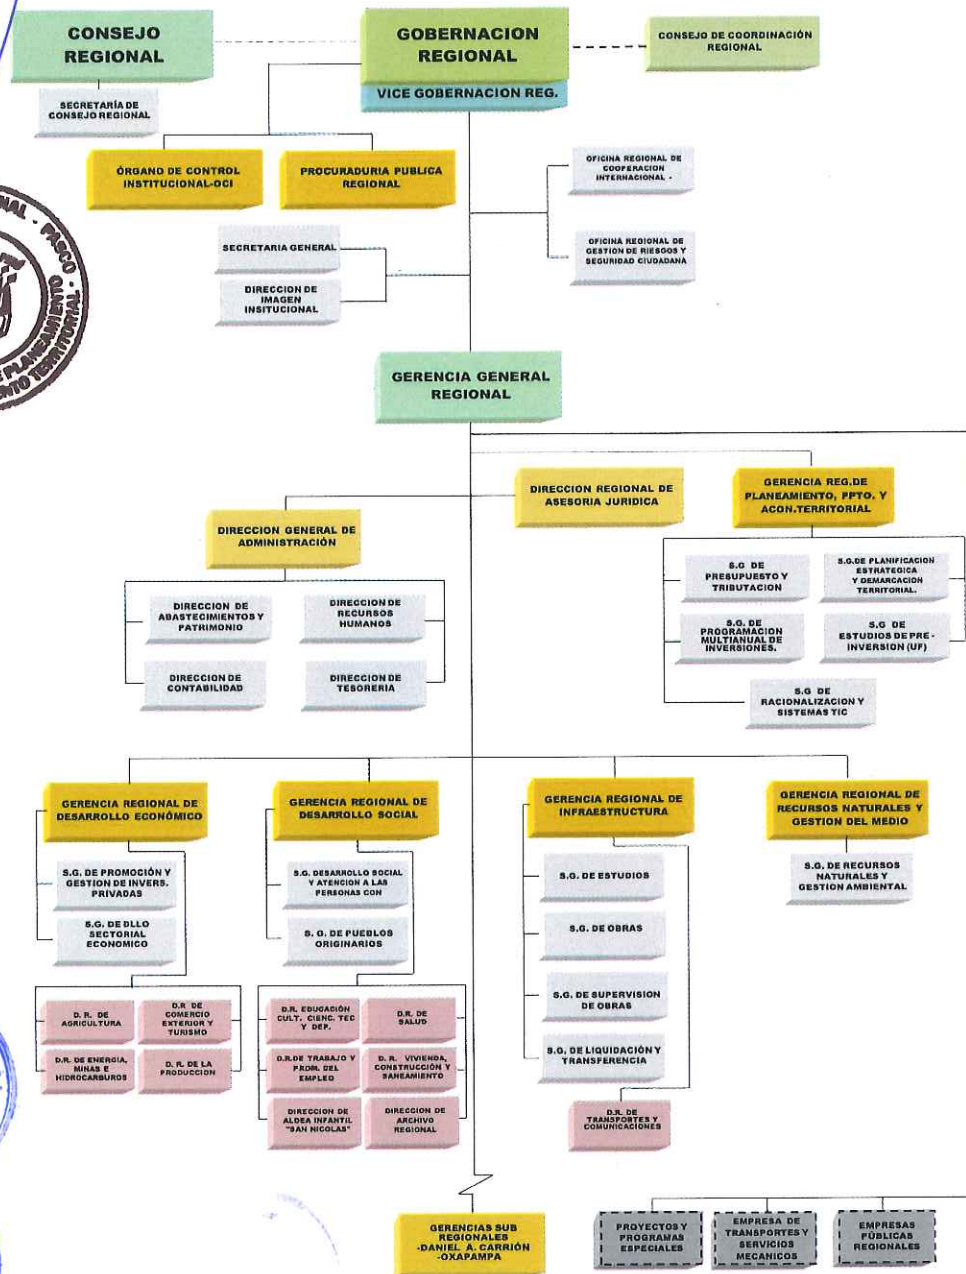 CONSEJO
REGIONAL
GOBERNACION
REGIONAL
VICE GOBERNACION REG.
CONSEJO DE COORDINACIÓN
REGIONAL
SECRETARÍA DE
CONSEJO REGIONAL
ÓRGANO DE CONTROL
INSTITUCIONAL-OCI
PROCURADURIA PUBLICA
REGIONAL
OFICINA REGIONAL DE
COOPERACION
INTERNACIONAL -
OFICINA REGIONAL DE
GESTION DE RIESGOS Y
SEGURIDAD CIUDADANA
SECRETARIA GENERAL
DIRECCION DE
IMAGEN
INSITUCIONAL
NAL - PASCO -
PLANEAMIENTO
TERRITORIAL
GERENCIA GENERAL
REGIONAL
DIRECCION REGIONAL DE
ASESORIA JURIDICA
GERENCIA REG.DE
PLANEAMIENTO, PPTO. Y
ACON.TERRITORIAL
DIRECCION GENERAL DE
ADMINISTRACIÓN
DIRECCION DE
ABASTECIMENTOS Y
PATRIMONIO
DIRECCION DE
RECURSOS
HUMANOS
DIRECCION DE
CONTABILIDAD
DIRECCION DE
TESORERIA
S.G DE
PRESUPUESTO Y
TRIBUTACION
S.G.DE PLANIFICACION
ESTRATEGICA
Y DEMARCACION
TERRITORIAL.
S.G. DE
PROGRAMACION
MULTIANUAL DE
INVERSIONES.
S.G DE
ESTUDIOS DE PRE-
INVERSION (UF)
S.G DE
RACIONALIZACION Y
SISTEMAS TIC
GERENCIA REGIONAL DE
DESARROLLO ECONÓMICO
GERENCIA REGIONAL DE
DESARROLLO SOCIAL
GERENCIA REGIONAL DE
INFRAESTRUCTURA
GERENCIA REGIONAL DE
RECURSOS NATURALES Y
GESTION DEL MEDIO
S.G. DE PROMOCIÓN Y
GESTION DE INVERS.
PRIVADAS
S.G. DE DLLO
SECTORIAL
ECONOMICO
S.G. DESARROLLO SOCIAL
Y ATENCION A LAS
PERSONAS CON
S. G. DE PUEBLOS
ORIGINARIOS
S.G. DE ESTUDIOS
S.G. DE OBRAS
S.G. DE SUPERVISION
DE OBRAS
S.G. DE LIQUIDACIÓN Y
TRANSFERENCIA
S.G. DE RECURSOS
NATURALES Y
GESTION AMBIENTAL
D. R. DE
AGRICULTURA
D.R DE
COMERCIO
EXTERIOR Y
TURISMO
D.R. DE ENERGIA,
MINAS E
HIDROCARBUROS
D. R. DE LA
PRODUCCION
D.R. EDUCACIÓN
CULT. CIENC. TEC
Y DEP.
D.R. DE
SALUD
D.R.DE TRABAJO Y
PROM. DEL
EMPLEO
D. R. VIVIENDA,
CONSTRUCCIÓN Y
SANEAMIENTO
DIRECCION DE
ALDEA INFANTIL
"SAN NICOLAS"
DIRECCION DE
ARCHIVO
REGIONAL
D.R. DE
TRANSPORTES Y
COMUNICACIONES
GERENCIAS SUB
REGIONALES
-DANIEL A. CARRIÓN
-OXAPAMPA
PROYECTOS Y
PROGRAMAS
ESPECIALES
EMPRESA DE
TRANSPORTES Y
SERVICIOS
MECANICOS
EMPRESAS
PÚBLICAS
REGIONALES